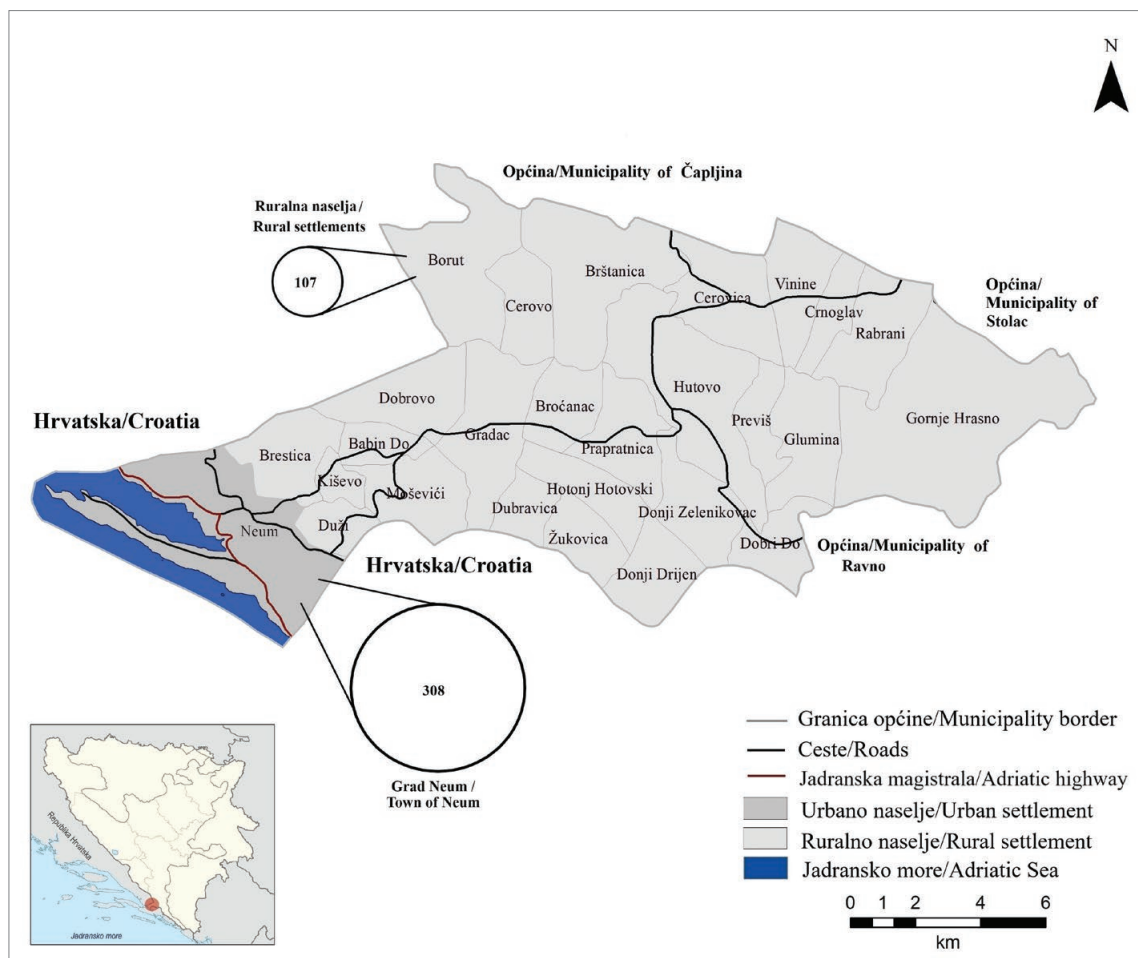 N
Općina/Municipality of Čapljina
Ruralna naselja/
Rural settlements
107
Borut
Brštanica
Cerovo
Cerovica
Vinine
Crnoglav
Rabrani
Općina/
Municipality of
Stolac
Hrvatska/Croatia
Dobrovo
Broćanac
Hutovo
Previš
Glumina
Gornje Hrasno
Gradac
Prapratnica
Babin Do
Brestica
Kiševo
Moševići
Hotonj Hotovski
Dubravica
Donji Zelenikovac
Duži
Neum
Žukovica
Dobri Do
Donji Drijen
Općina/Municipality of
Ravno
Hrvatska/Croatia
308
Grad Neum /
Town of Neum
Republika Hrvatska
Jadransko more
Granica općine/Municipality border
Ceste/Roads
Jadranska magistrala/Adriatic highway
Urbano naselje/Urban settlement
Ruralno naselje/Rural settlement
Jadransko more/Adriatic Sea
0 1 2 4 6
km